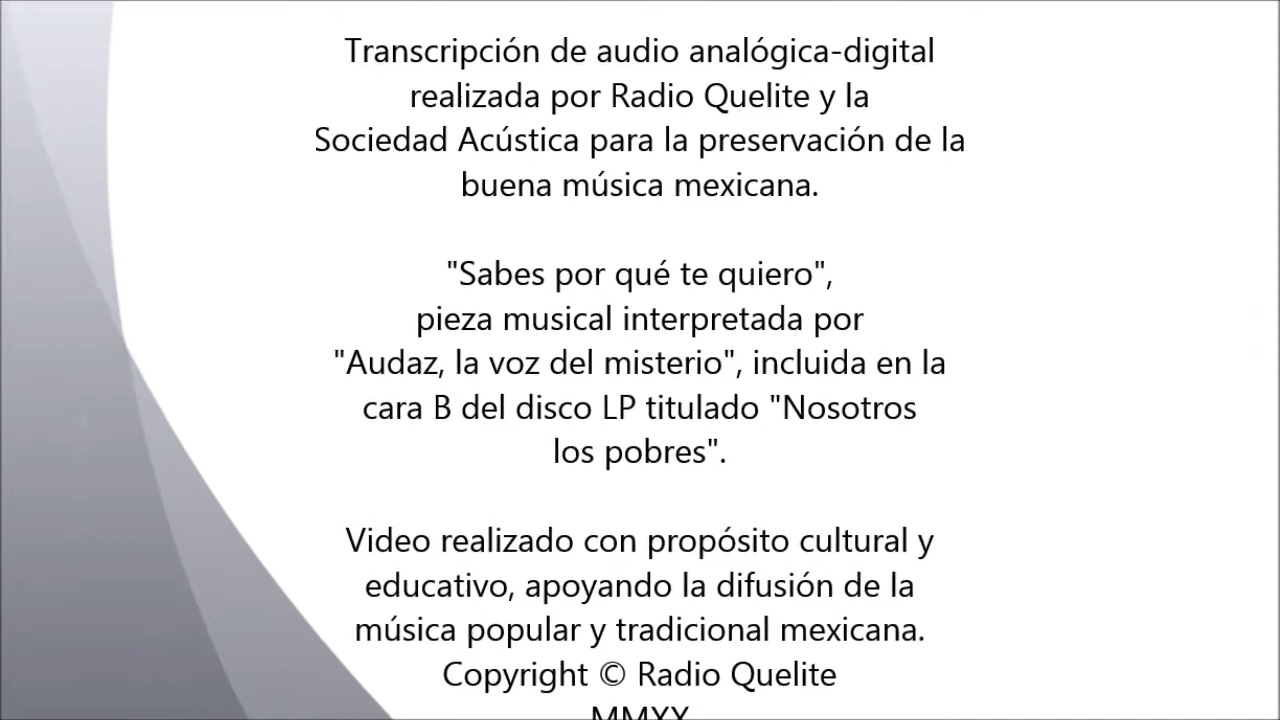 Transcripción de audio analógica-digital
realizada por Radio Quelite y la
Sociedad Acústica para la preservación de la
buena música mexicana.
"Sabes por qué te quiero",
pieza musical interpretada por
"Audaz, la voz del misterio", incluida en la
cara B del disco LP titulado "Nosotros
los pobres".
Video realizado con propósito cultural y
educativo, apoyando la difusión de la
música popular y tradicional mexicana.
Copyright © Radio Quelite
MMXX